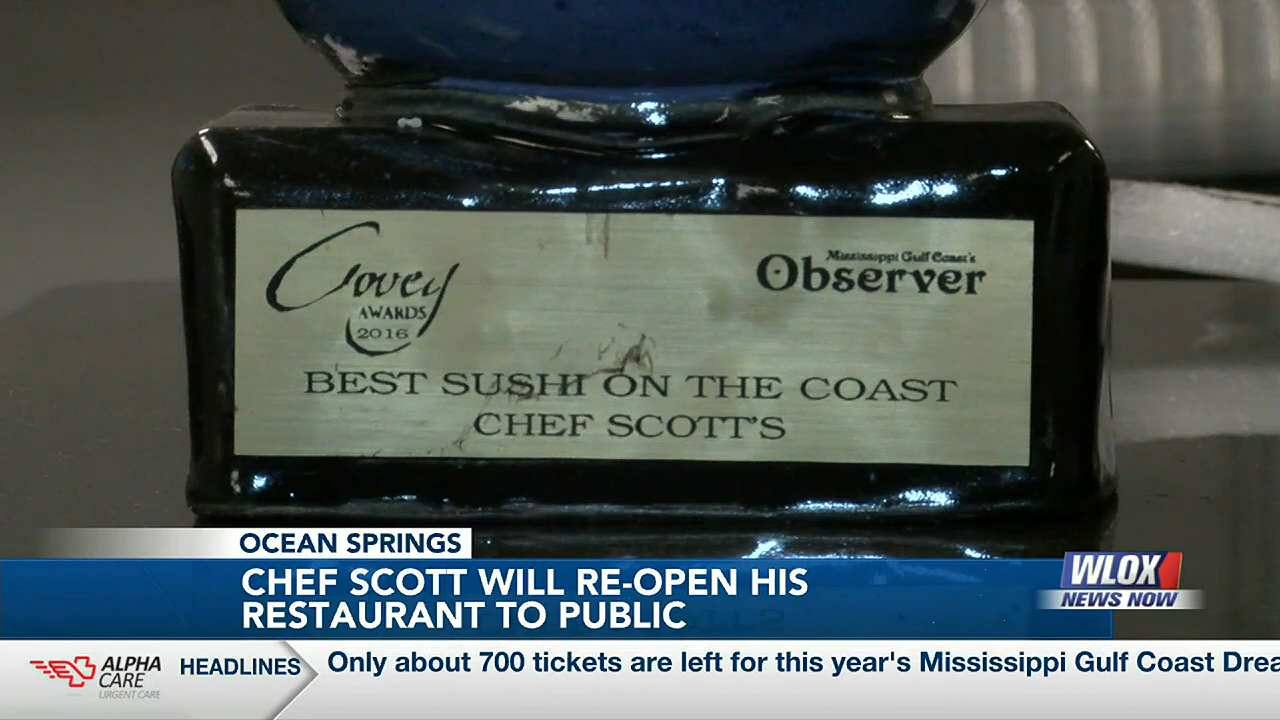 Covey
AWARDS
2016
Mississippi Gulf Coast's
Observer
BEST SUSHI ON THE COAST
CHEF SCOTT'S
OCEAN SPRINGS
CHEF SCOTT WILL RE-OPEN HIS
RESTAURANT TO PUBLIC
WLOX
NEWS NOW
ALPHA
CARE
URGENT CARE
HEADLINES
Only about 700 tickets are left for this year's Mississippi Gulf Coast Drea